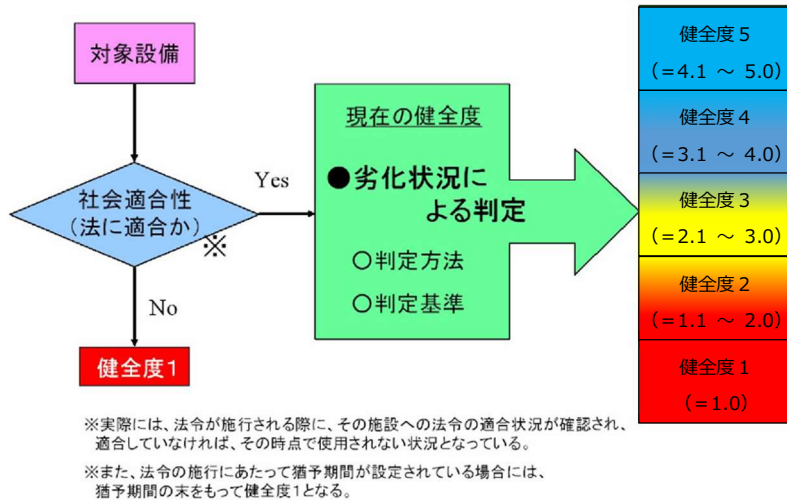 対象設備
社会適合性
(法に適合か)
※
Yes
No
健全度1
現在の健全度
●劣化状況に
よる判定
○判定方法
○判定基準
健全度5
(=4.1 ～ 5.0)
健全度4
(=3.1 ～ 4.0)
健全度3
(=2.1 ～ 3.0)
健全度2
(=1.1 ～ 2.0)
健全度1
(=1.0)
※実際には、法令が施行される際に、その施設への法令の適合状況が確認され、
適合していなければ、その時点で使用されない状況となっている。
※また、法令の施行にあたって猶予期間が設定されている場合には、
猶予期間の末をもって健全度1となる。